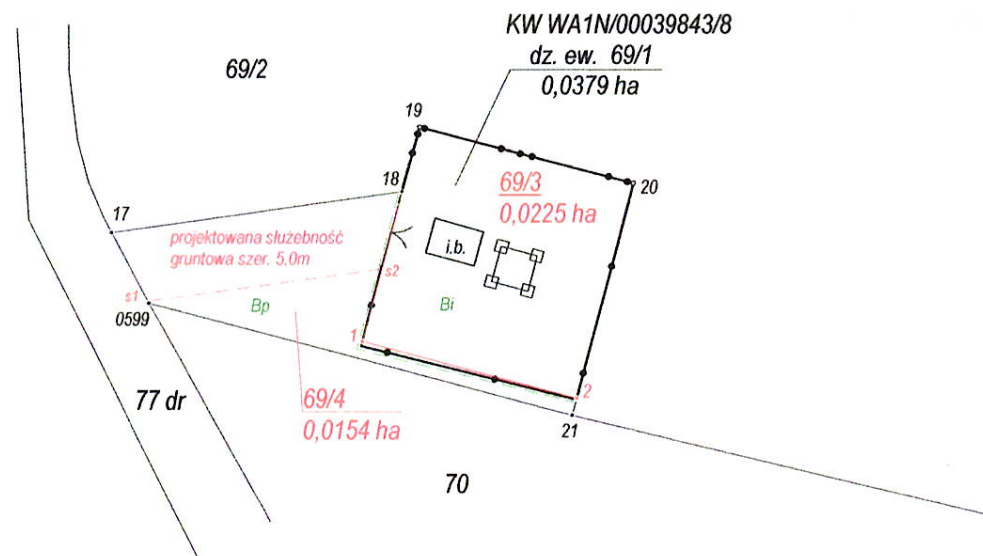 KW WA1N/00039843/8
dz. ew. 69/1
0,0379 ha
69/2
19
18
20
69/3
0,0225 ha
17
projektowana służebność
gruntowa szer. 5,0m
i.b.
s2
s1
0599
Bp
Bi
1
2
21
77 dr
69/4
0,0154 ha
70